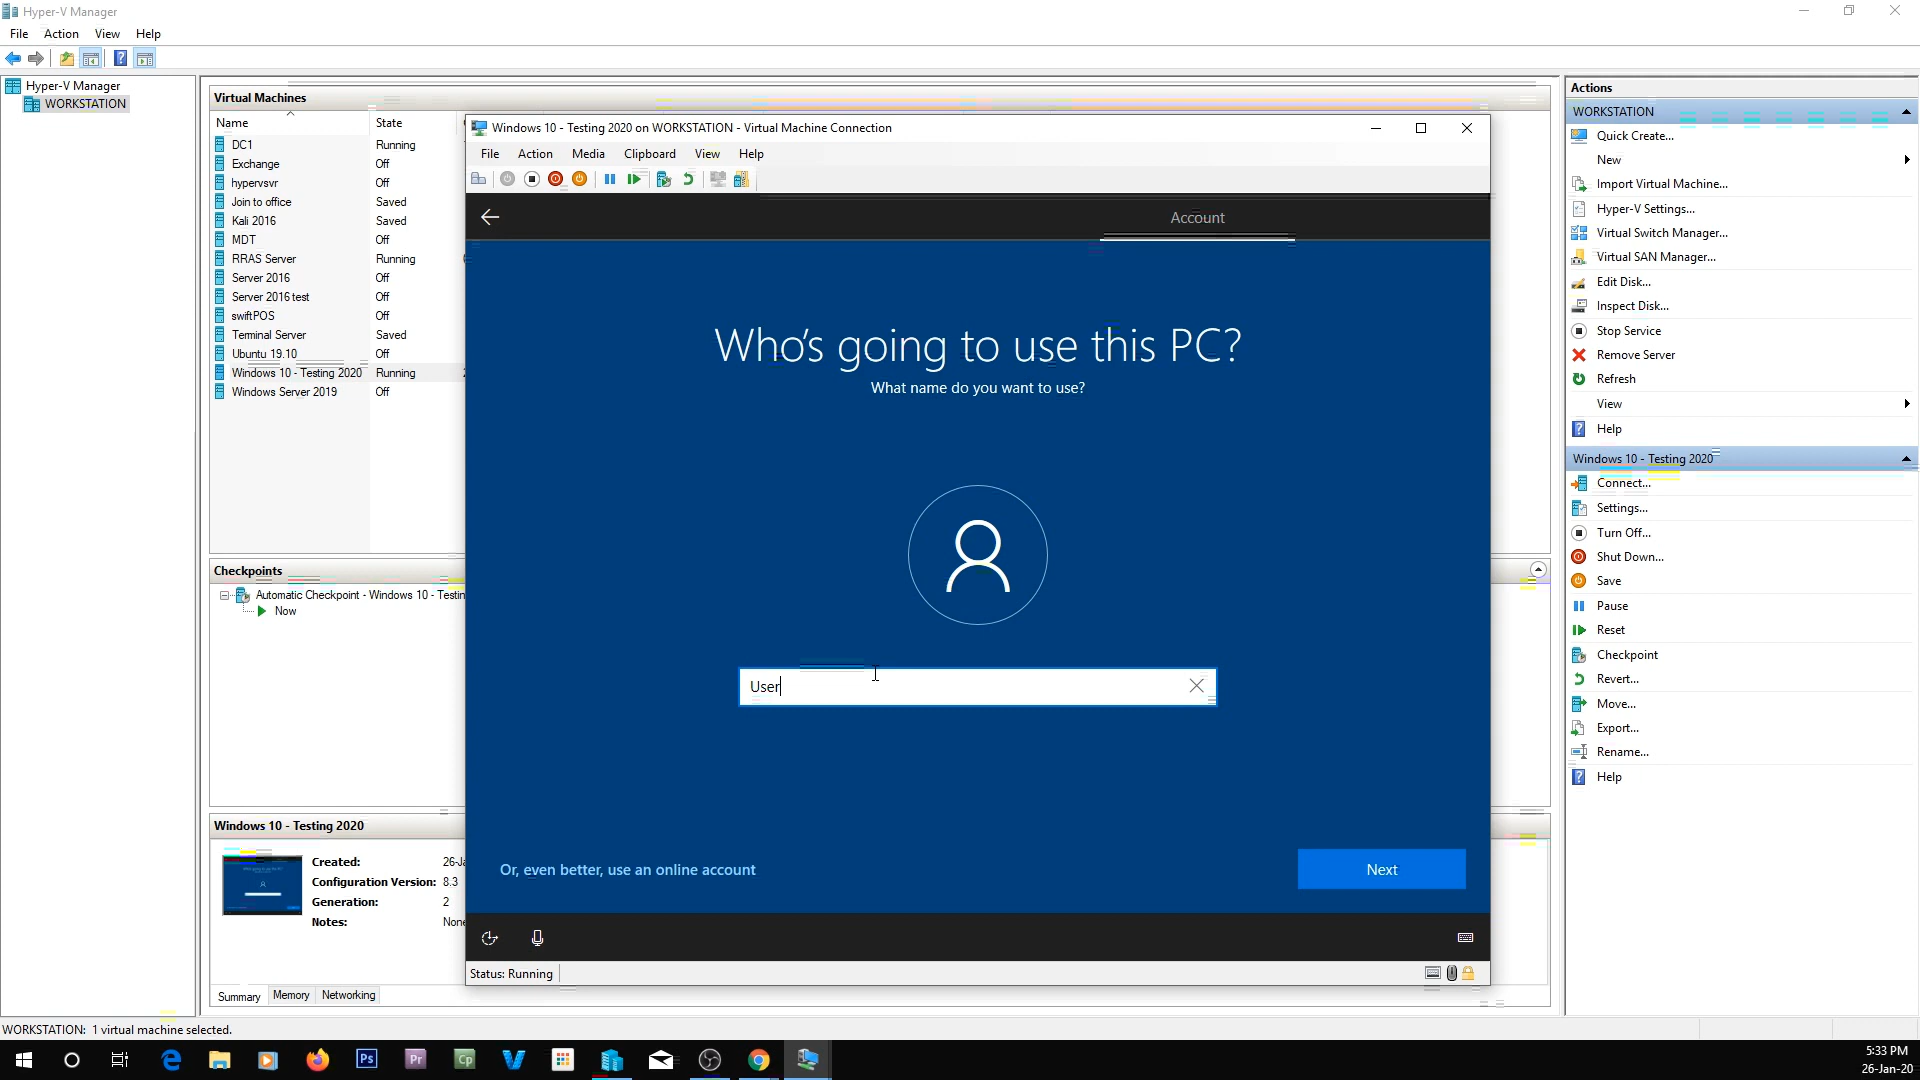 Hyper-V Manager
File Action View Help
Hyper-V Manager
WORKSTATION
Virtual Machines
Name State
DC1 Running
Exchange Off
hypervsvr Off
Join to office Saved
Kali 2016 Saved
MDT Off
RRAS Server Running
Server 2016 Off
Server 2016 test Off
swiftPOS Off
Terminal Server Saved
Ubuntu 19.10 Off
Windows 10 - Testing 2020 Running
Windows Server 2019 Off
Checkpoints
Automatic Checkpoint - Windows 10 - Testin
Now
Windows 10 - Testing 2020
Created: 26-Ja
Configuration Version: 8.3
Generation: 2
Notes: None
Summary Memory Networking
Windows 10 - Testing 2020 on WORKSTATION - Virtual Machine Connection
File Action Media Clipboard View Help
Account
Who's going to use this PC?
What name do you want to use?
User
Or, even better, use an online account
Next
Status: Running
Actions
WORKSTATION
Quick Create...
New
Import Virtual Machine...
Hyper-V Settings...
Virtual Switch Manager...
Virtual SAN Manager...
Edit Disk...
Inspect Disk...
Stop Service
Remove Server
Refresh
View
Help
Windows 10 - Testing 2020
Connect...
Settings...
Turn Off...
Shut Down...
Save
Pause
Reset
Checkpoint
Revert...
Move...
Export...
Rename...
Help
WORKSTATION: 1 virtual machine selected.
Ps
Pr
Cp
5:33 PM
26-Jan-20